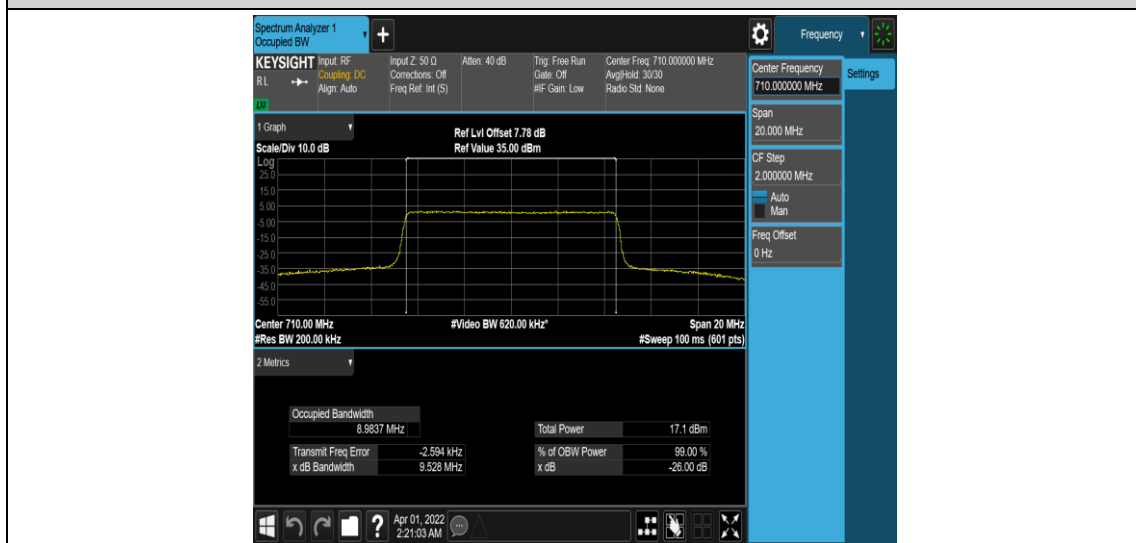 Spectrum Analyzer 1
Occupied BW
+
Frequency
KEYSIGHT
RL
LXI
Input: RF
Coupling: DC
Align: Auto
Input Z: 50 Ω
Corrections: Off
Freq Ref: Int (S)
Atten: 40 dB
Trig: Free Run
Gate: Off
#IF Gain: Low
Center Freq: 710.000000 MHz
Avg|Hold: 30/30
Radio Std: None
Center Frequency
710.000000 MHz
Settings
Span
20.000 MHz
CF Step
2.000000 MHz
Auto
Man
Freq Offset
0 Hz
1 Graph
Scale/Div 10.0 dB
Ref Lvl Offset 7.78 dB
Ref Value 35.00 dBm
Log
25.0
15.0
5.00
-5.00
-15.0
-25.0
-35.0
-45.0
-55.0
Center 710.00 MHz
#Video BW 620.00 kHz*
Span 20 MHz
#Res BW 200.00 kHz
#Sweep 100 ms (601 pts)
2 Metrics
Occupied Bandwidth
8.9837 MHz
Total Power 17.1 dBm
Transmit Freq Error -2.594 kHz
% of OBW Power 99.00 %
x dB Bandwidth 9.528 MHz
x dB -26.00 dB
?
Apr 01, 2022
2:21:03 AM